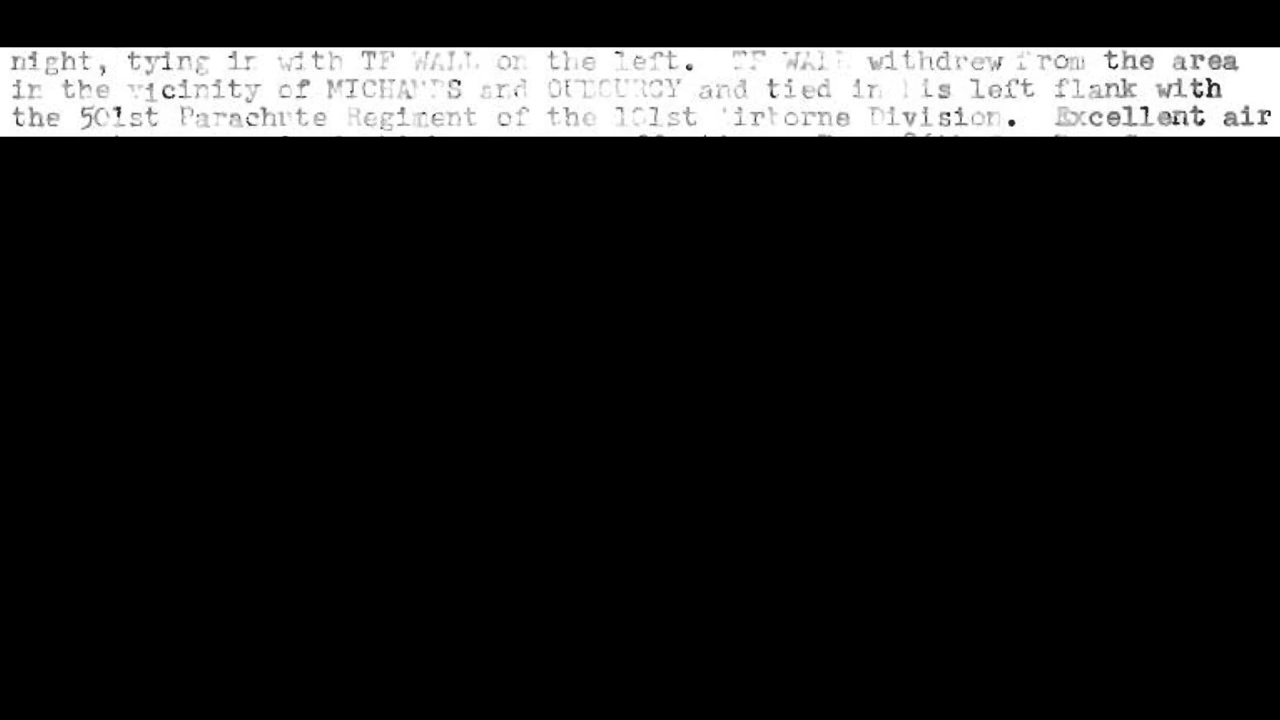 night, tying in with TF WALL on the left. TF WALL withdrew from the area
in the vicinity of MICHAMPS and OUBOURCY and tied in his left flank with
the 501st Parachute Regiment of the 101st Airborne Division. Excellent air